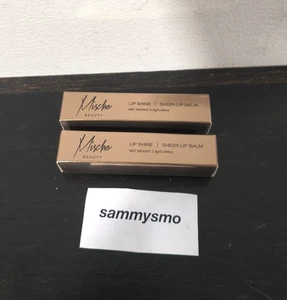 Mischo
BEAUTY
LIP SHINE | SHEER LIP BALM
Mischo
BEAUTY
LIP SHINE | SHEER LIP BALM
sammysmo